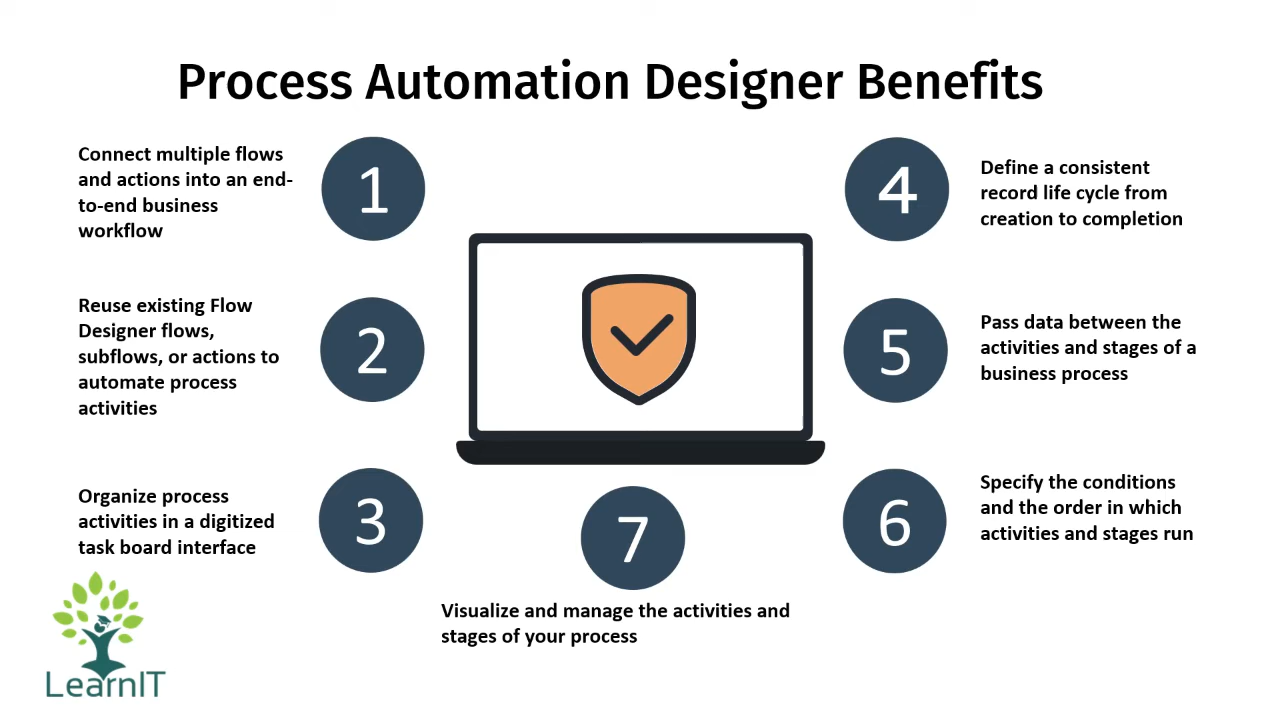 Process Automation Designer Benefits
1
Connect multiple flows
and actions into an end-
to-end business
workflow
2
Reuse existing Flow
Designer flows,
subflows, or actions to
automate process
activities
3
Organize process
activities in a digitized
task board interface
4
Define a consistent
record life cycle from
creation to completion
5
Pass data between the
activities and stages of a
business process
6
Specify the conditions
and the order in which
activities and stages run
7
Visualize and manage the activities and
stages of your process
LearnIT